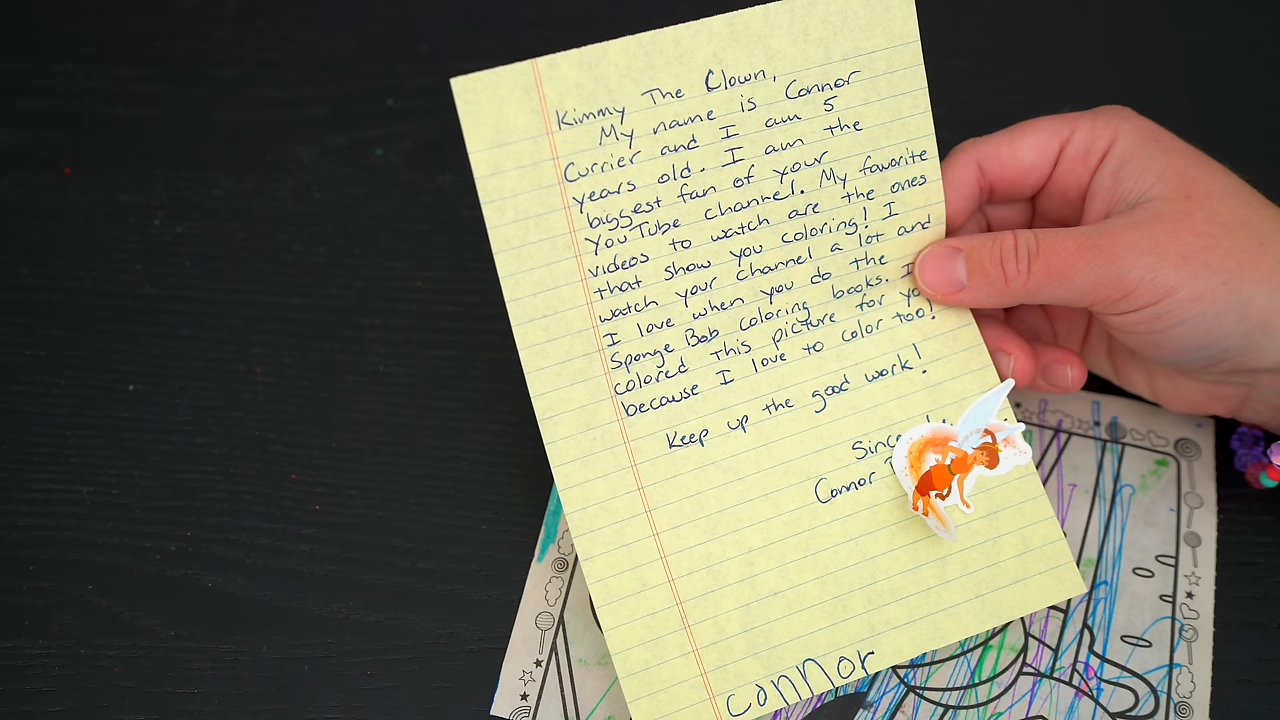 Kimmy The Clown,
My name is Connor
Currier and I am 5
years old. I am the
biggest fan of your
YouTube channel. My favorite
videos to watch are the ones
that show you coloring! I
watch your channel a lot and
I love when you do the
Sponge Bob coloring books. I
colored this picture for
because I love to color too!
Keep up the good work!
Connor
connor